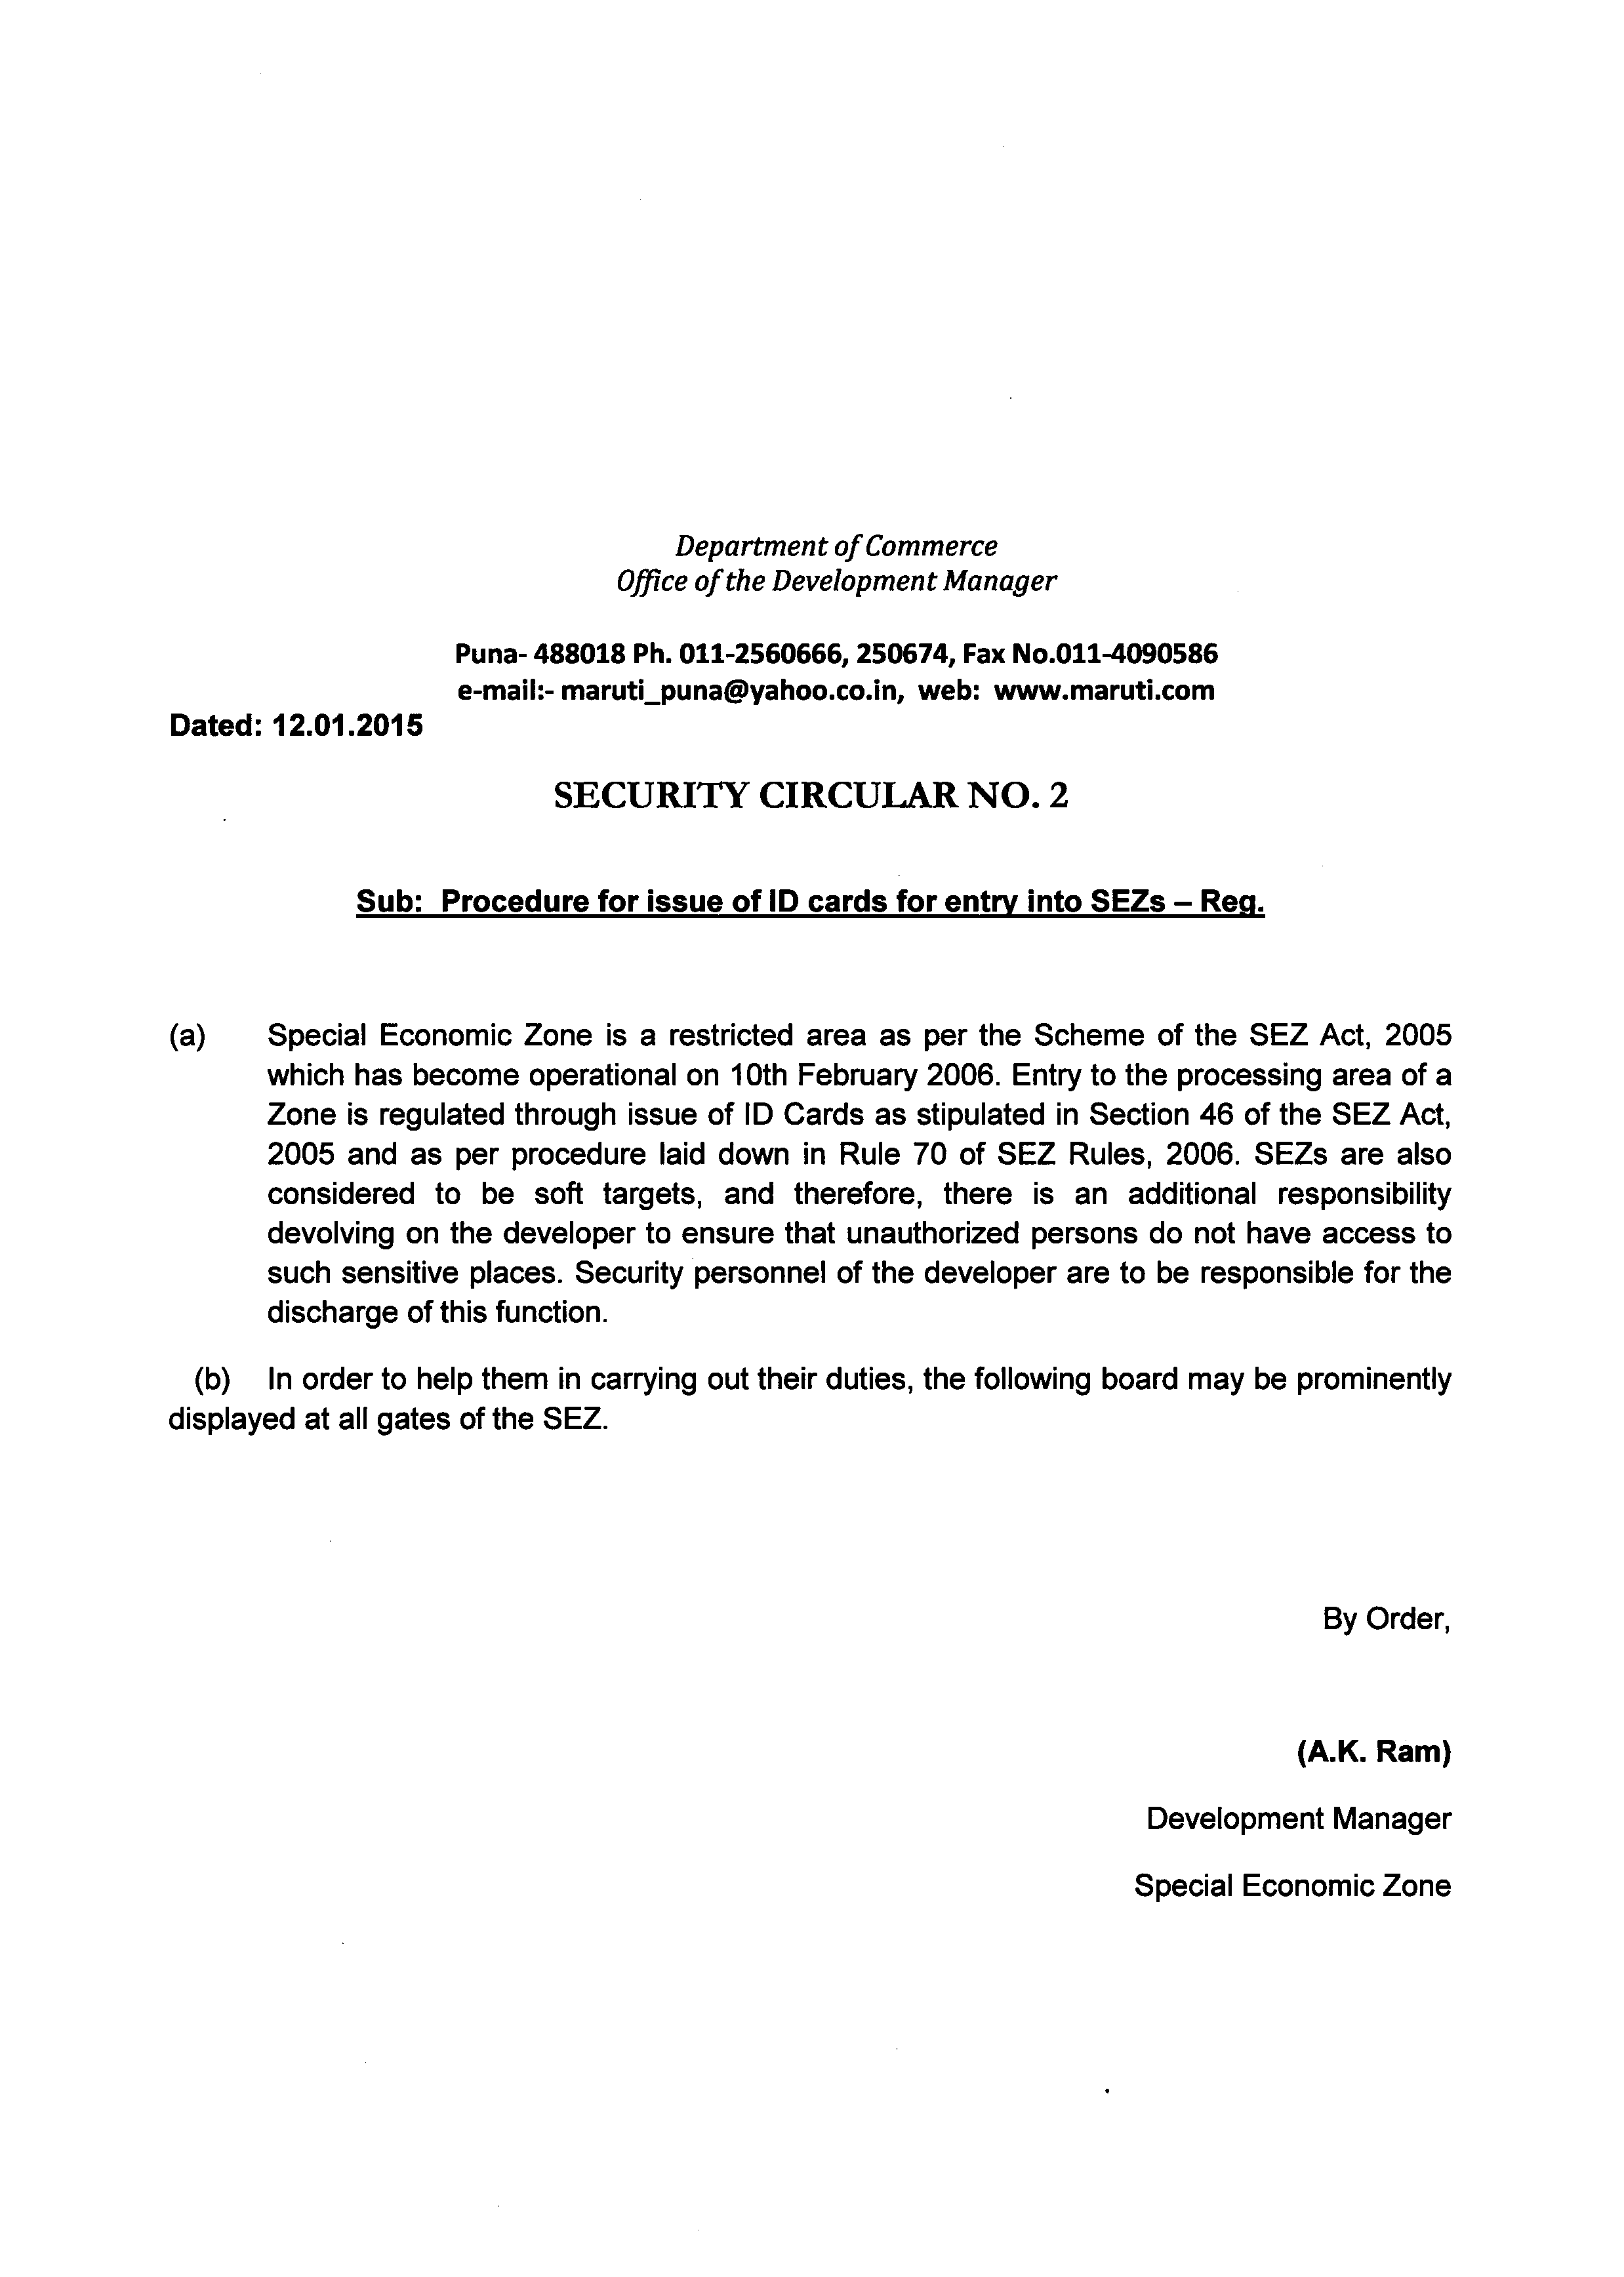 Department of Commerce
Office of the Development Manager
Puna- 488018 Ph. 011-2560666, 250674, Fax No.011-4090586
e-mail:- maruti_puna@yahoo.co.in, web: www.maruti.com
Dated: 12.01.2015
SECURITY CIRCULAR NO. 2
Sub: Procedure for issue of ID cards for entry into SEZs – Reg.
(a) Special Economic Zone is a restricted area as per the Scheme of the SEZ Act, 2005
which has become operational on 10th February 2006. Entry to the processing area of a
Zone is regulated through issue of ID Cards as stipulated in Section 46 of the SEZ Act,
2005 and as per procedure laid down in Rule 70 of SEZ Rules, 2006. SEZs are also
considered to be soft targets, and therefore, there is an additional responsibility
devolving on the developer to ensure that unauthorized persons do not have access to
such sensitive places. Security personnel of the developer are to be responsible for the
discharge of this function.
(b) In order to help them in carrying out their duties, the following board may be prominently
displayed at all gates of the SEZ.
By Order,
(A.K. Ram)
Development Manager
Special Economic Zone